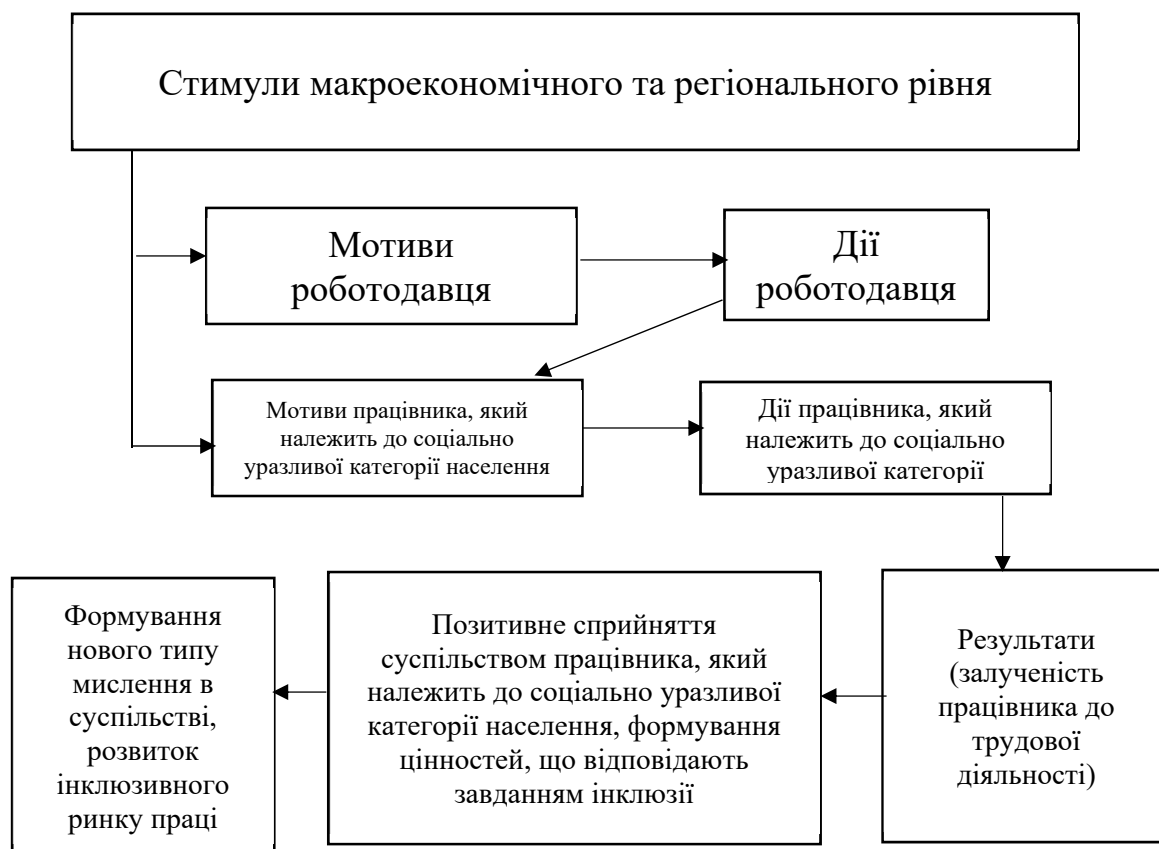 Стимули макроекономічного та регіонального рівня
Мотиви
роботодавця
Дії
роботодавця
Мотиви працівника, який
належить до соціально
уразливої категорії населення
Дії працівника, який
належить до соціально
уразливої категорії
Формування
нового типу
мислення в
суспільстві,
розвиток
інклюзивного
ринку праці
Позитивне сприйняття
суспільством працівника, який
належить до соціально уразливої
категорії населення, формування
цінностей, що відповідають
завданням інклюзії
Результати
(залученість
працівника до
трудової
діяльності)